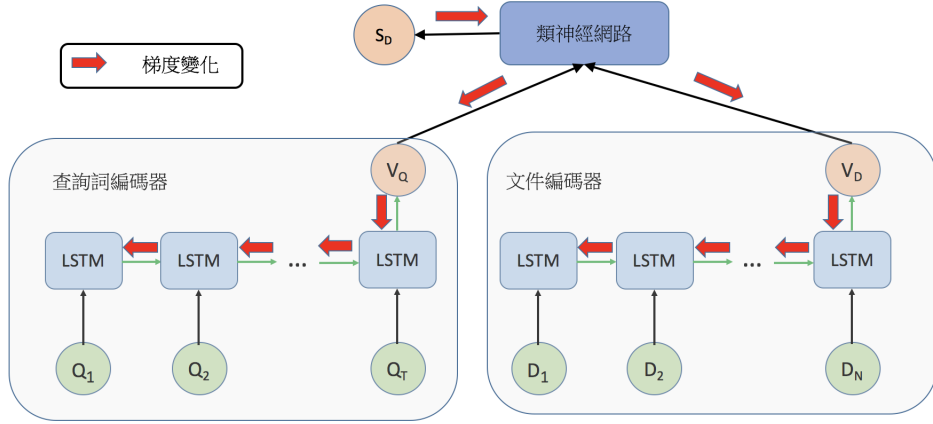 S_D
類神經網路
梯度變化
查詢詞編碼器
V_Q
文件編碼器
V_D
LSTM LSTM ... LSTM
LSTM LSTM ... LSTM
Q_1 Q_2 Q_T
D_1 D_2 D_N